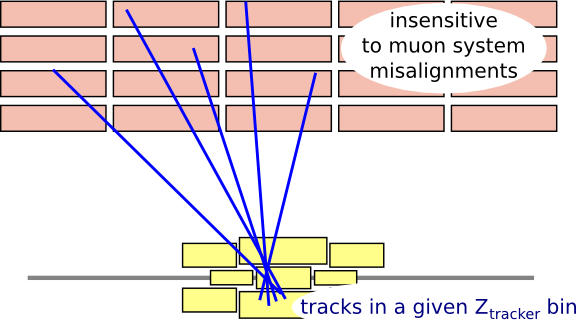 insensitive
to muon system
misalignments
tracks in a given Z_tracker bin